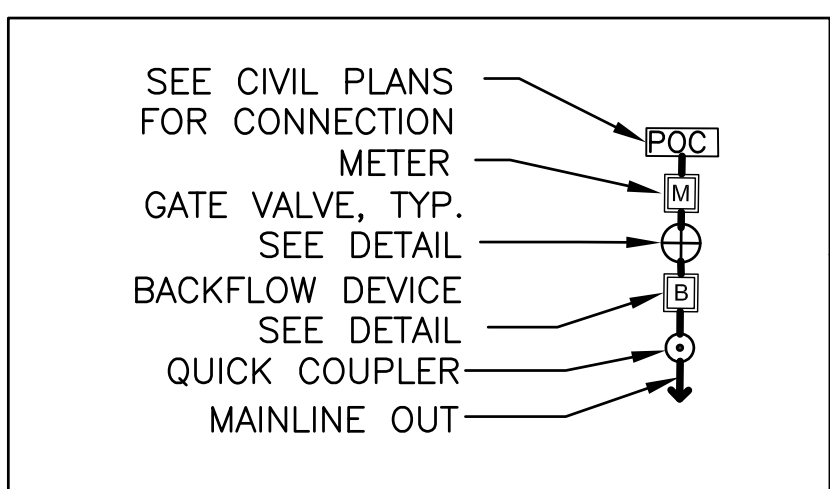 SEE CIVIL PLANS
FOR CONNECTION
POC
METER
M
GATE VALVE, TYP.
SEE DETAIL
BACKFLOW DEVICE
B
SEE DETAIL
QUICK COUPLER
MAINLINE OUT